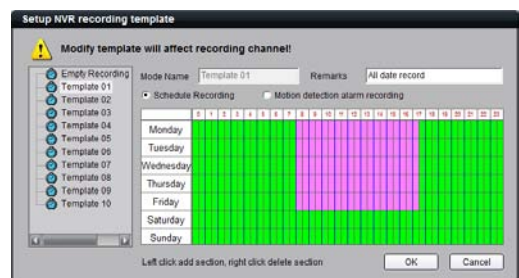 Setup NVR recording template
Modify template will affect recording channel!
Empty Recording
Template 01
Template 02
Template 03
Template 04
Template 05
Template 06
Template 07
Template 08
Template 09
Template 10
Mode Name Template 01 Remarks All date record
Schedule Recording Motion detection alarm recording
0 1 2 3 4 5 6 7 8 9 10 11 12 13 14 15 16 17 18 19 20 21 22 23
Monday
Tuesday
Wednesday
Thursday
Friday
Saturday
Sunday
Left click add section, right click delete section OK Cancel